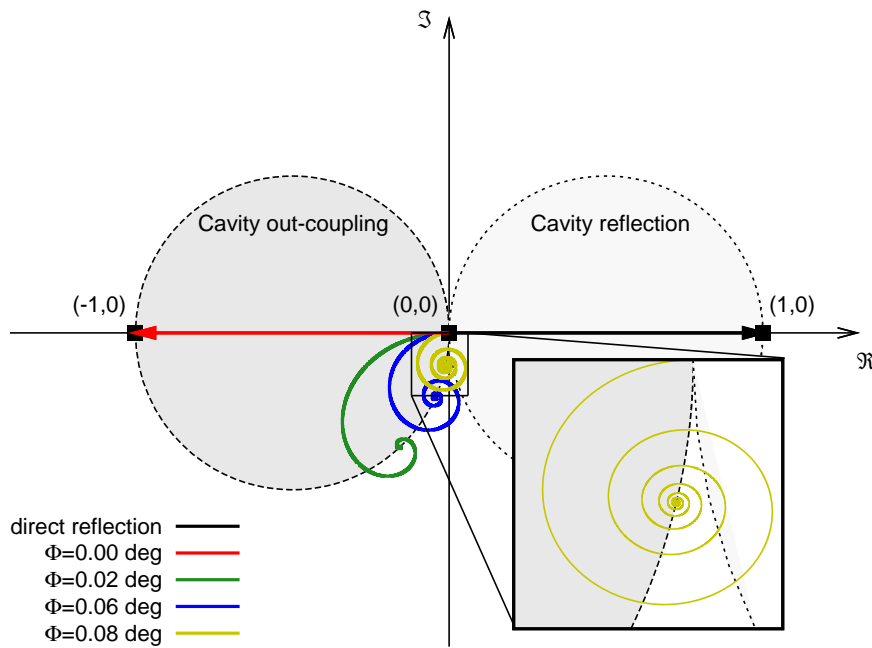 ℑ
Cavity out-coupling
Cavity reflection
(-1,0)
(0,0)
(1,0)
ℜ
direct reflection
Φ=0.00 deg
Φ=0.02 deg
Φ=0.06 deg
Φ=0.08 deg